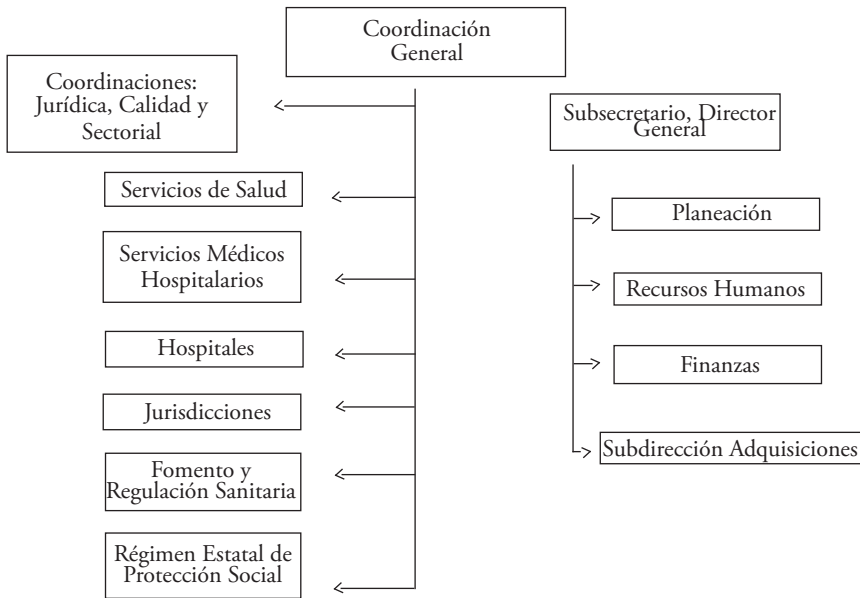 Coordinación
General
Coordinaciones:
Jurídica, Calidad y
Sectorial
Servicios de Salud
Servicios Médicos
Hospitalarios
Hospitales
Jurisdicciones
Fomento y
Regulación Sanitaria
Régimen Estatal de
Protección Social
Subsecretario, Director
General
Planeación
Recursos Humanos
Finanzas
Subdirección Adquisiciones